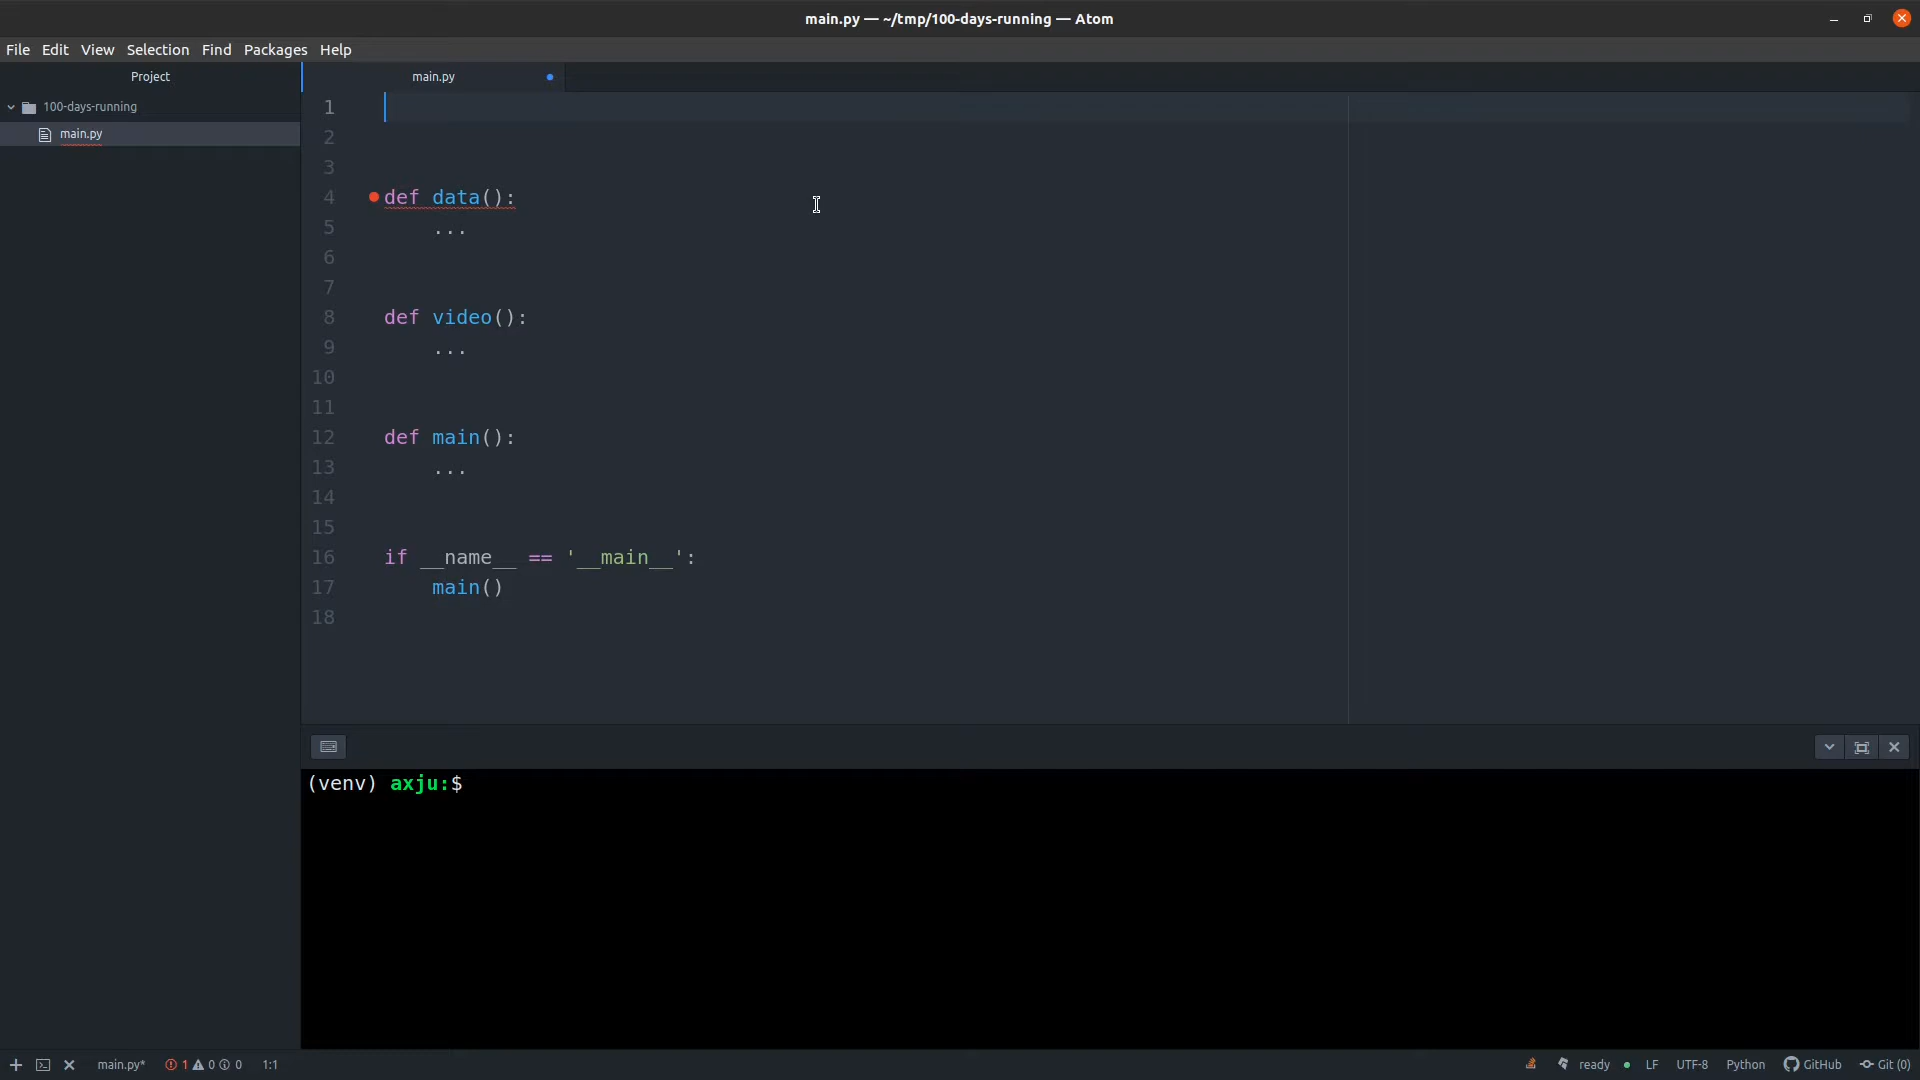 main.py — ~/tmp/100-days-running — Atom
File Edit View Selection Find Packages Help
Project
main.py
100-days-running
main.py
1
2
3
4 def data():
5     ...
6
7
8 def video():
9     ...
10
11
12 def main():
13     ...
14
15
16 if __name__ == '__main__':
17     main()
18
(venv) axju:$
main.py* 1 0 0 1:1 ready LF UTF-8 Python GitHub Git (0)